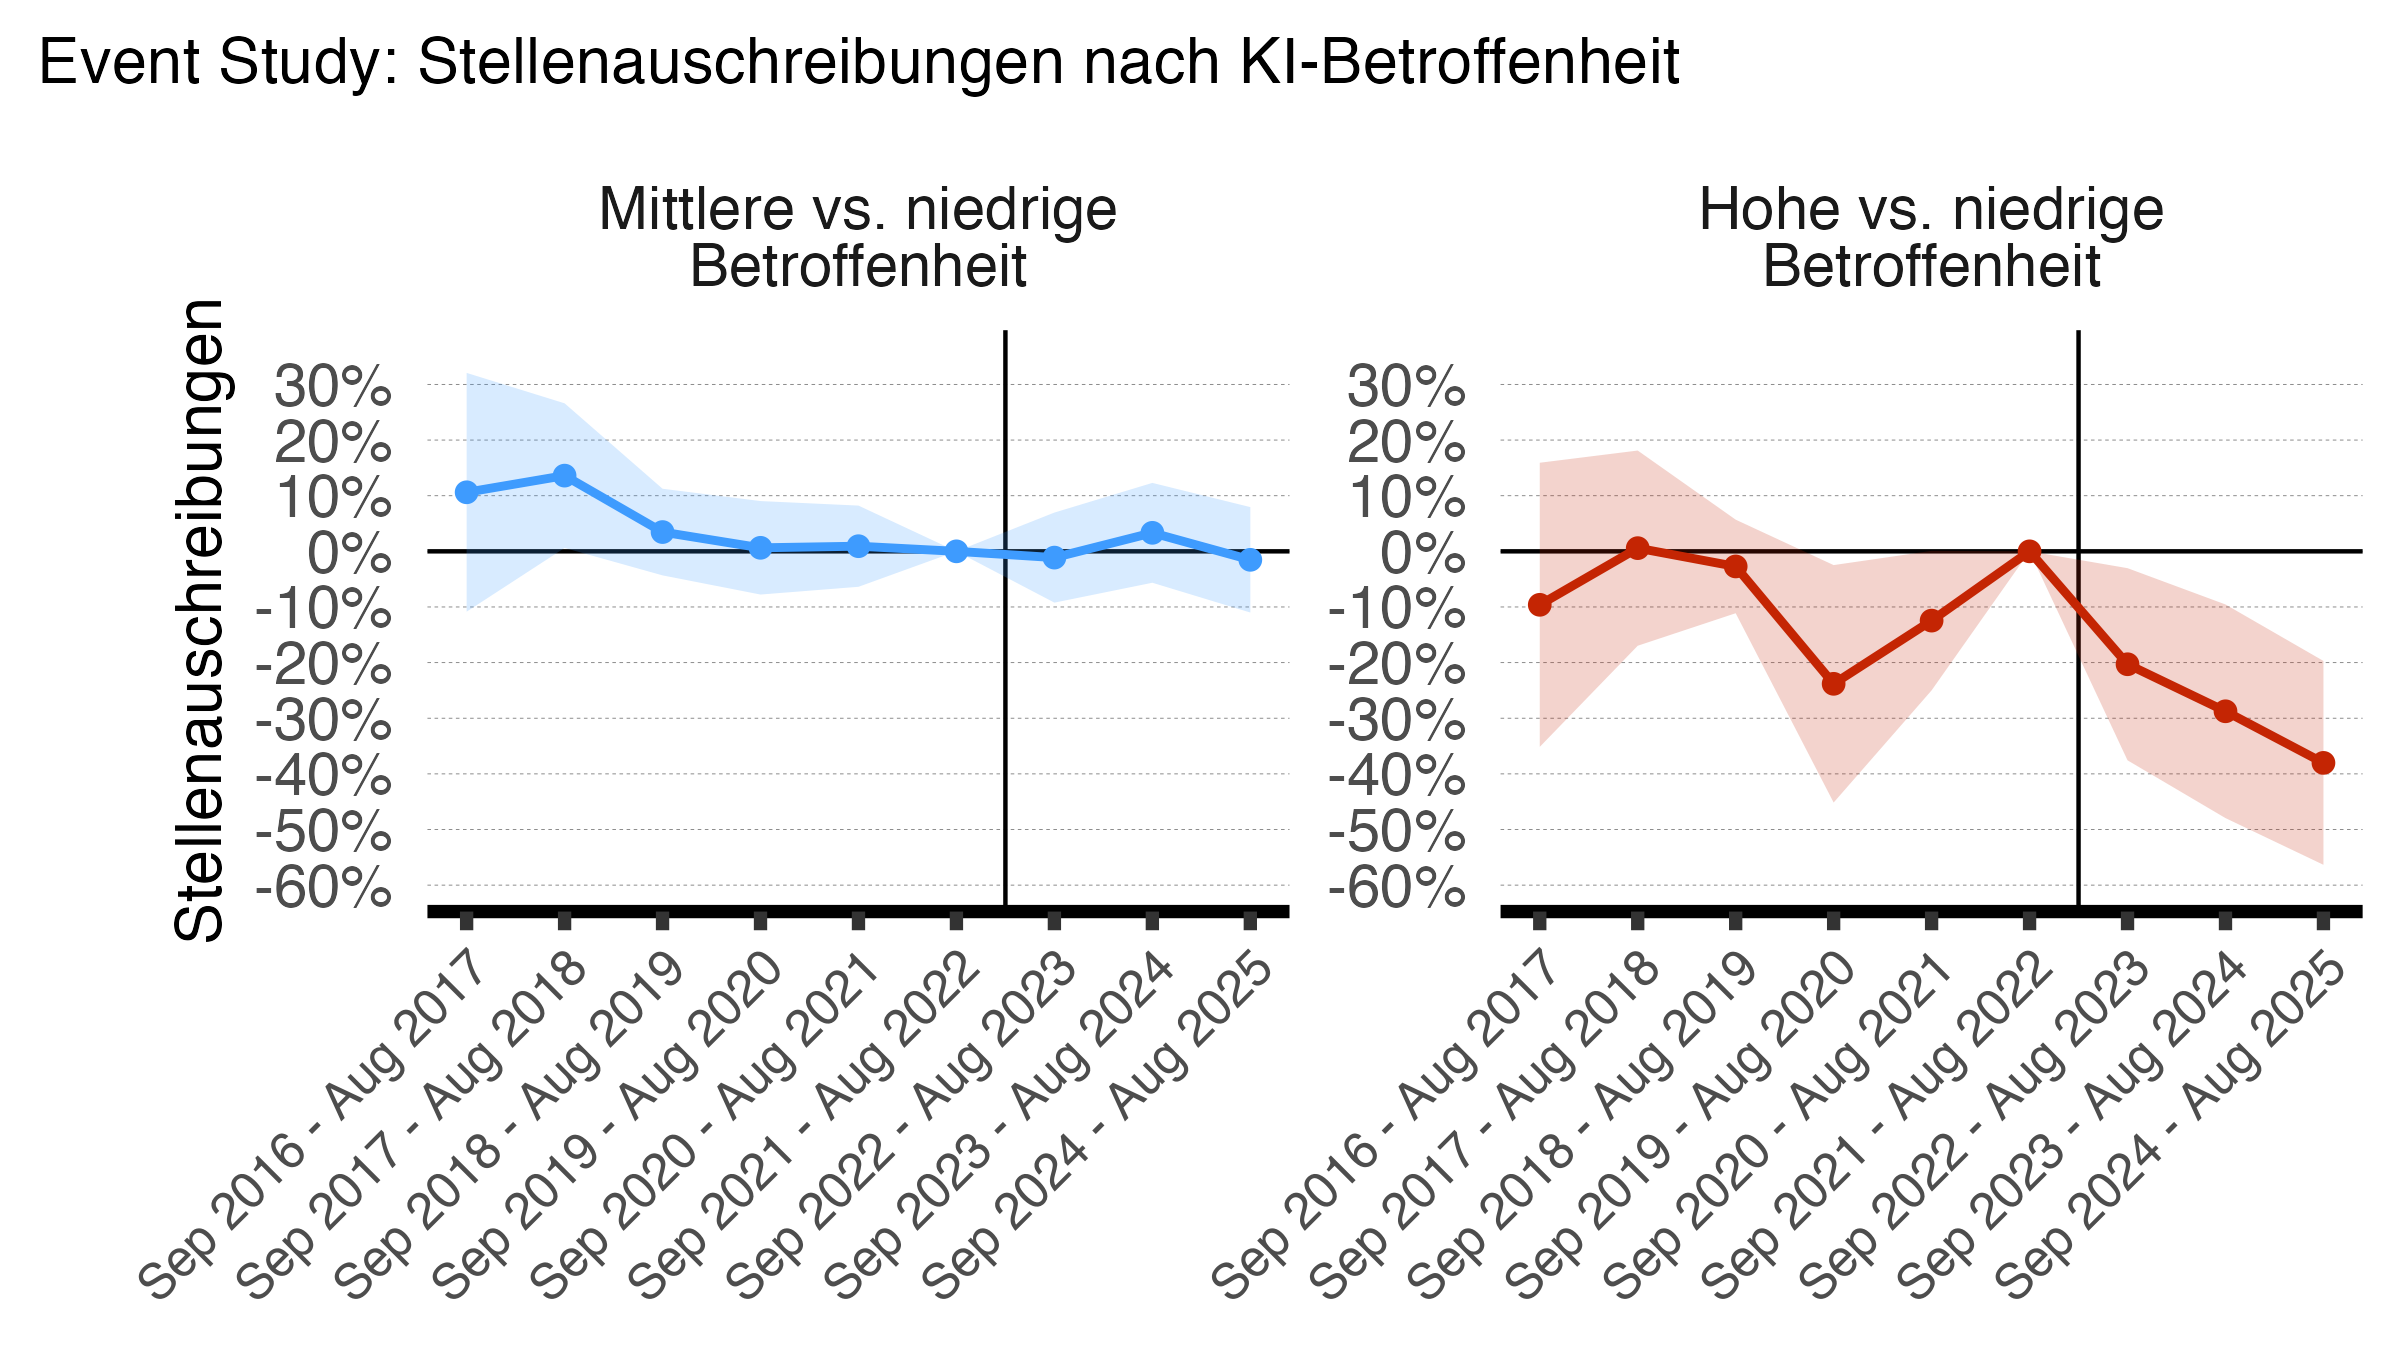 Event Study: Stellenauschreibungen nach KI-Betroffenheit
Mittlere vs. niedrige
Betroffenheit
Hohe vs. niedrige
Betroffenheit
Stellenauschreibungen
30%
20%
10%
0%
-10%
-20%
-30%
-40%
-50%
-60%
30%
20%
10%
0%
-10%
-20%
-30%
-40%
-50%
-60%
Sep 2016 - Aug 2017
Sep 2017 - Aug 2018
Sep 2018 - Aug 2019
Sep 2019 - Aug 2020
Sep 2020 - Aug 2021
Sep 2021 - Aug 2022
Sep 2022 - Aug 2023
Sep 2023 - Aug 2024
Sep 2024 - Aug 2025
Sep 2016 - Aug 2017
Sep 2017 - Aug 2018
Sep 2018 - Aug 2019
Sep 2019 - Aug 2020
Sep 2020 - Aug 2021
Sep 2021 - Aug 2022
Sep 2022 - Aug 2023
Sep 2023 - Aug 2024
Sep 2024 - Aug 2025